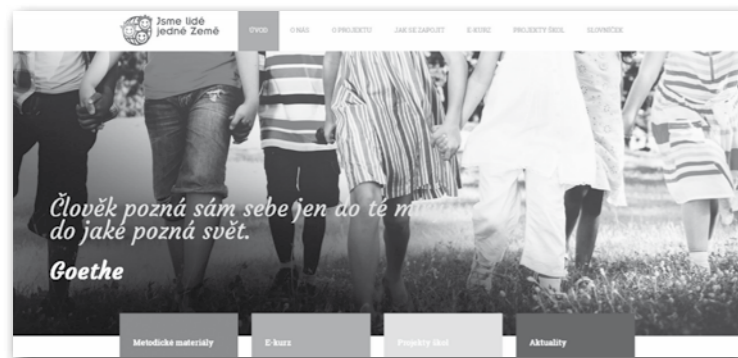 Jsme lidé
jedné Země
ÚVOD O NÁS O PROJEKTU JAK SE ZAPOJIT E-KURZ PROJEKTY ŠKOL SLOVNÍČEK
Člověk pozná sám sebe jen do té
do jaké pozná svět.
Goethe
Metodické materiály E-kurz Projekty škol Aktuality